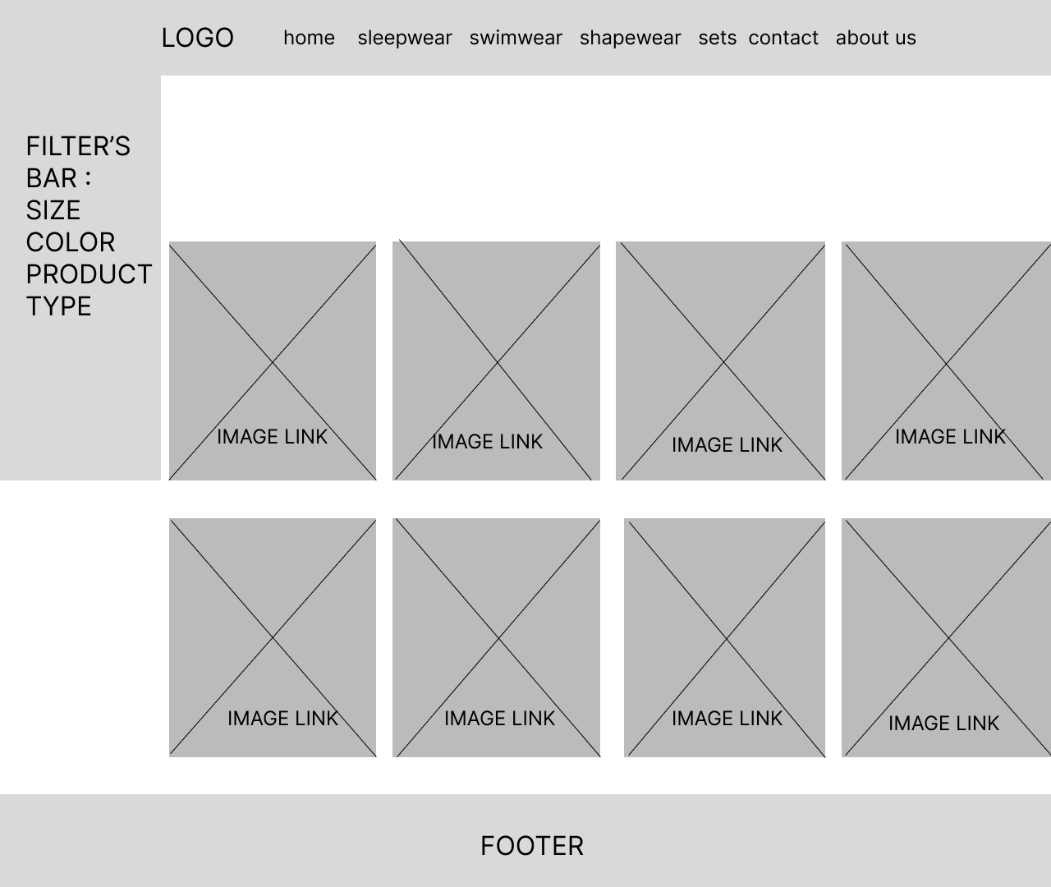 LOGO home sleepwear swimwear shapewear sets contact about us
FILTER’S
BAR :
SIZE
COLOR
PRODUCT
TYPE
IMAGE LINK IMAGE LINK IMAGE LINK IMAGE LINK
IMAGE LINK IMAGE LINK IMAGE LINK IMAGE LINK
FOOTER